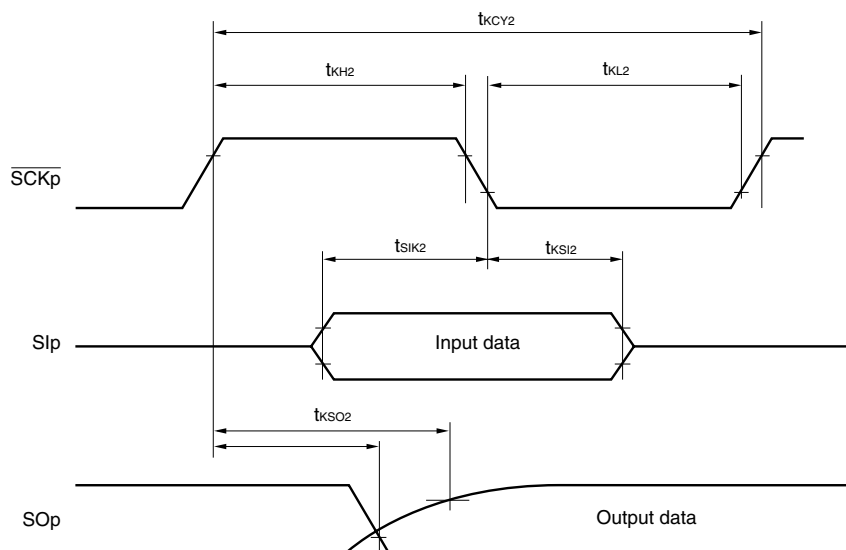 tKCY2
tKH2
tKL2
SCKp
tSIK2
tKSI2
SIp
Input data
tKSO2
SOp
Output data